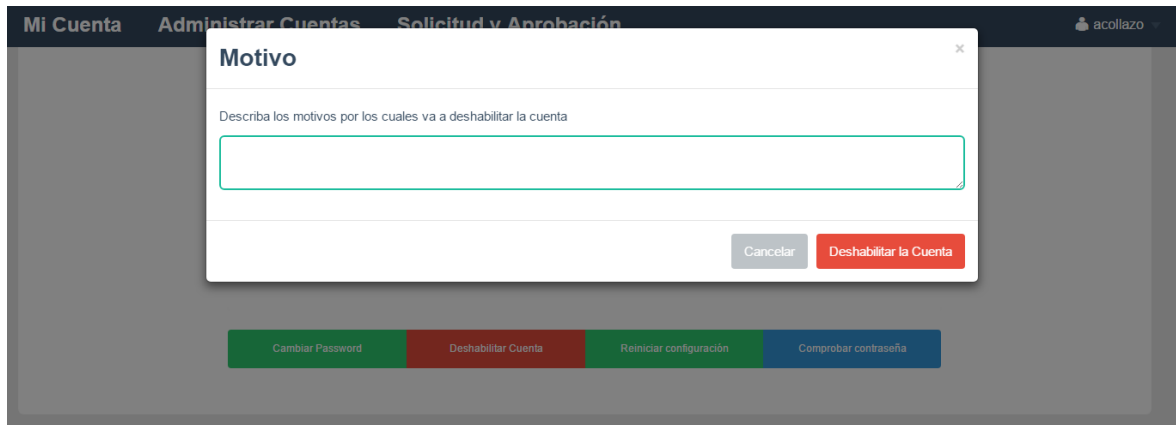 Mi Cuenta Administrar Cuentas Solicitud y Aprobación acollazo
Motivo ×
Describa los motivos por los cuales va a deshabilitar la cuenta
Cancelar Deshabilitar la Cuenta
Cambiar Password Deshabilitar Cuenta Reiniciar configuración Comprobar contraseña